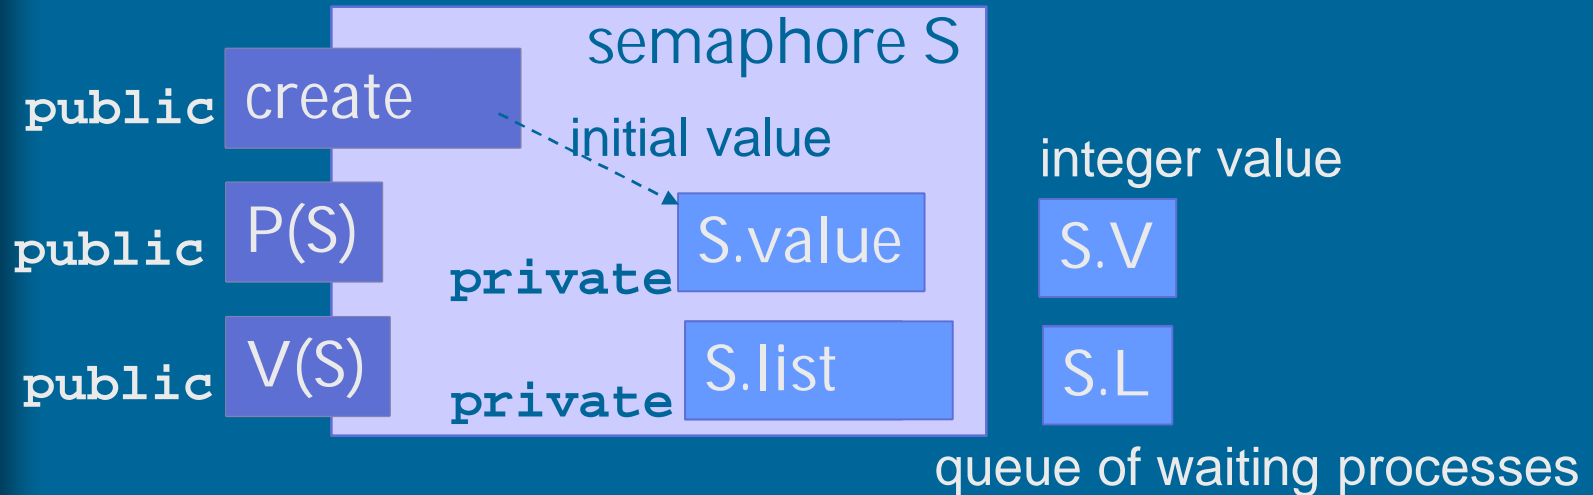 semaphore S
public create
initial value
integer value
public P(S)
private S.value S.V
public V(S)
private S.list S.L
queue of waiting processes